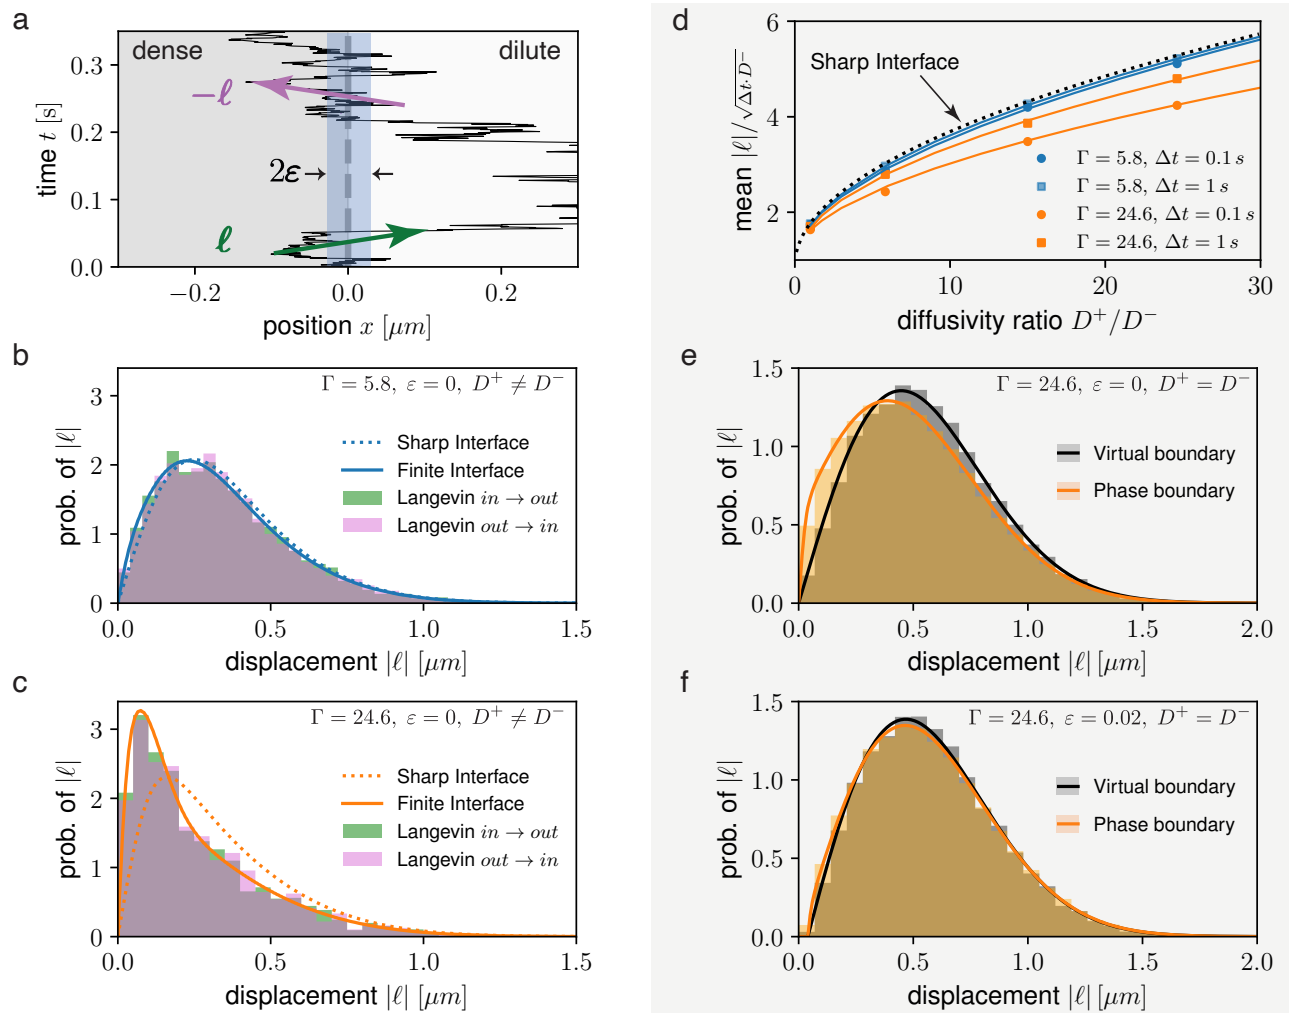 a
dense
dilute
−ℓ
2ε
ℓ
0.3
0.2
0.1
0.0
time t [s]
−0.2
0.0
0.2
position x [μm]
b
Γ = 5.8, ε = 0, D⁺ ≠ D⁻
Sharp Interface
Finite Interface
Langevin in → out
Langevin out → in
3
2
1
0
prob. of |ℓ|
0.0
0.5
1.0
1.5
displacement |ℓ| [μm]
c
Γ = 24.6, ε = 0, D⁺ ≠ D⁻
Sharp Interface
Finite Interface
Langevin in → out
Langevin out → in
3
2
1
0
prob. of |ℓ|
0.0
0.5
1.0
1.5
displacement |ℓ| [μm]
d
Sharp Interface
Γ = 5.8, Δt = 0.1 s
Γ = 5.8, Δt = 1 s
Γ = 24.6, Δt = 0.1 s
Γ = 24.6, Δt = 1 s
6
4
2
mean |ℓ|/√Δt·D⁻
0
10
20
30
diffusivity ratio D⁺/D⁻
e
Γ = 24.6, ε = 0, D⁺ = D⁻
Virtual boundary
Phase boundary
1.5
1.0
0.5
0.0
prob. of |ℓ|
0.0
0.5
1.0
1.5
2.0
displacement |ℓ| [μm]
f
Γ = 24.6, ε = 0.02, D⁺ = D⁻
Virtual boundary
Phase boundary
1.5
1.0
0.5
0.0
prob. of |ℓ|
0.0
0.5
1.0
1.5
2.0
displacement |ℓ| [μm]